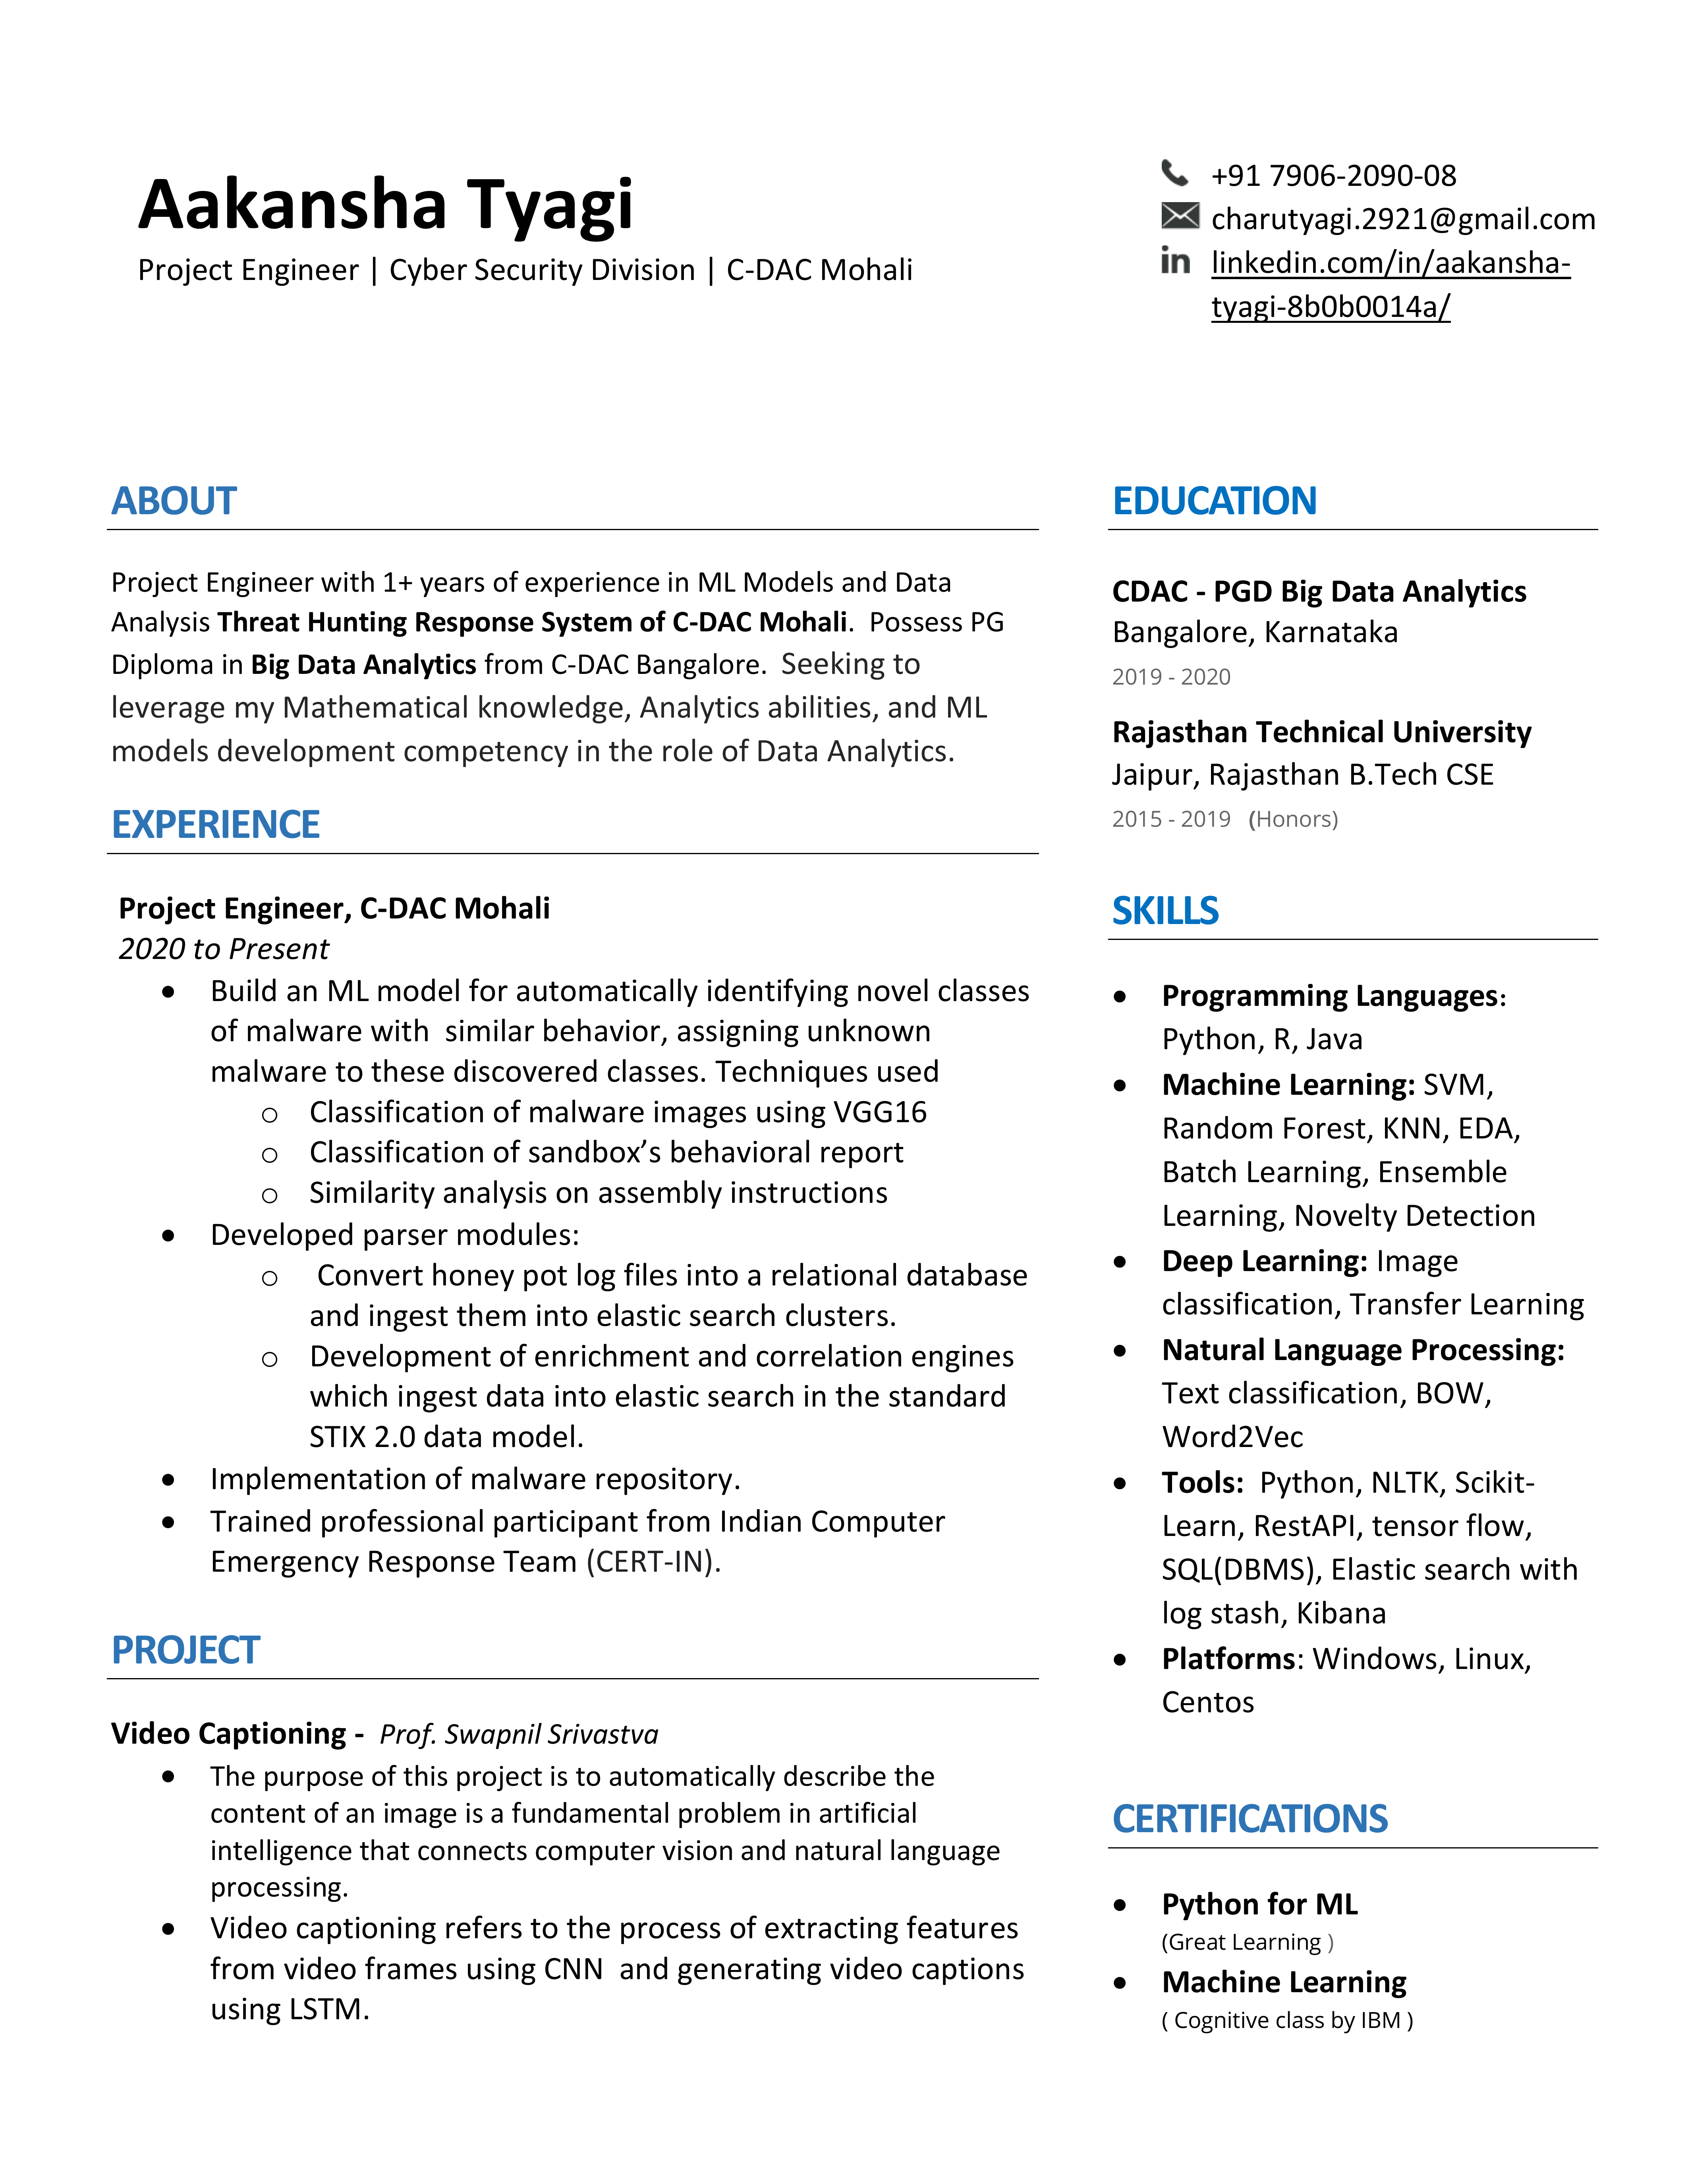 Aakansha Tyagi
Project Engineer | Cyber Security Division | C-DAC Mohali
+91 7906-2090-08
charutyagi.2921@gmail.com
linkedin.com/in/aakansha-
tyagi-8b0b0014a/
ABOUT
Project Engineer with 1+ years of experience in ML Models and Data
Analysis Threat Hunting Response System of C-DAC Mohali.  Possess PG
Diploma in Big Data Analytics from C-DAC Bangalore.  Seeking to
leverage my Mathematical knowledge, Analytics abilities, and ML
models development competency in the role of Data Analytics.
EXPERIENCE
Project Engineer, C-DAC Mohali
2020 to Present
• Build an ML model for automatically identifying novel classes
of malware with  similar behavior, assigning unknown
malware to these discovered classes. Techniques used
o Classification of malware images using VGG16
o Classification of sandbox’s behavioral report
o Similarity analysis on assembly instructions
• Developed parser modules:
o Convert honey pot log files into a relational database
and ingest them into elastic search clusters.
o Development of enrichment and correlation engines
which ingest data into elastic search in the standard
STIX 2.0 data model.
• Implementation of malware repository.
• Trained professional participant from Indian Computer
Emergency Response Team (CERT-IN).
PROJECT
Video Captioning -  Prof. Swapnil Srivastva
• The purpose of this project is to automatically describe the
content of an image is a fundamental problem in artificial
intelligence that connects computer vision and natural language
processing.
• Video captioning refers to the process of extracting features
from video frames using CNN  and generating video captions
using LSTM.
EDUCATION
CDAC - PGD Big Data Analytics
Bangalore, Karnataka
2019 - 2020
Rajasthan Technical University
Jaipur, Rajasthan B.Tech CSE
2015 - 2019   (Honors)
SKILLS
• Programming Languages:
Python, R, Java
• Machine Learning: SVM,
Random Forest, KNN, EDA,
Batch Learning, Ensemble
Learning, Novelty Detection
• Deep Learning: Image
classification, Transfer Learning
• Natural Language Processing:
Text classification, BOW,
Word2Vec
• Tools:  Python, NLTK, Scikit-
Learn, RestAPI, tensor flow,
SQL(DBMS), Elastic search with
log stash, Kibana
• Platforms: Windows, Linux,
Centos
CERTIFICATIONS
• Python for ML
(Great Learning )
• Machine Learning
( Cognitive class by IBM )